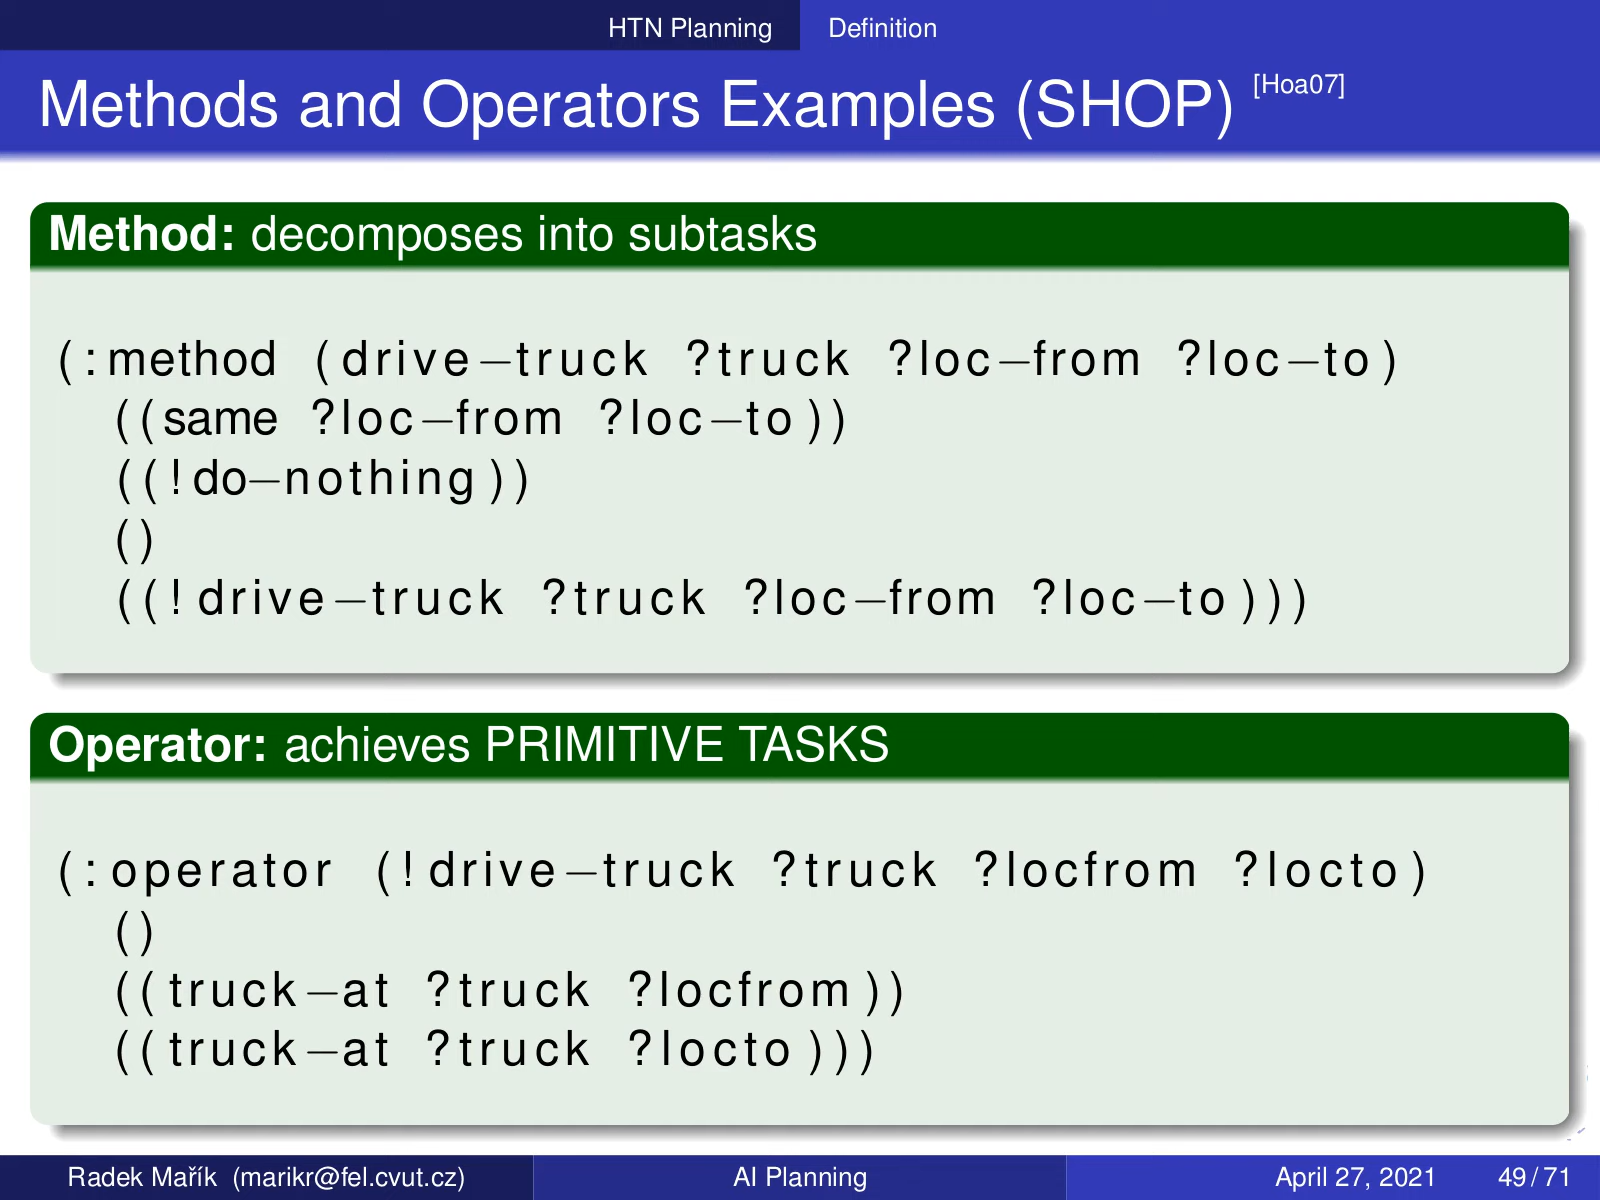 HTN Planning Definition
Methods and Operators Examples (SHOP) [Hoa07]
Method: decomposes into subtasks
(:method (drive−truck ?truck ?loc−from ?loc−to)
((same ?loc−from ?loc−to))
((!do−nothing))
()
((!drive−truck ?truck ?loc−from ?loc−to)))
Operator: achieves PRIMITIVE TASKS
(:operator (!drive−truck ?truck ?locfrom ?locto)
()
((truck−at ?truck ?locfrom))
((truck−at ?truck ?locto)))
Radek Mařík (marikr@fel.cvut.cz) AI Planning April 27, 2021 49 / 71